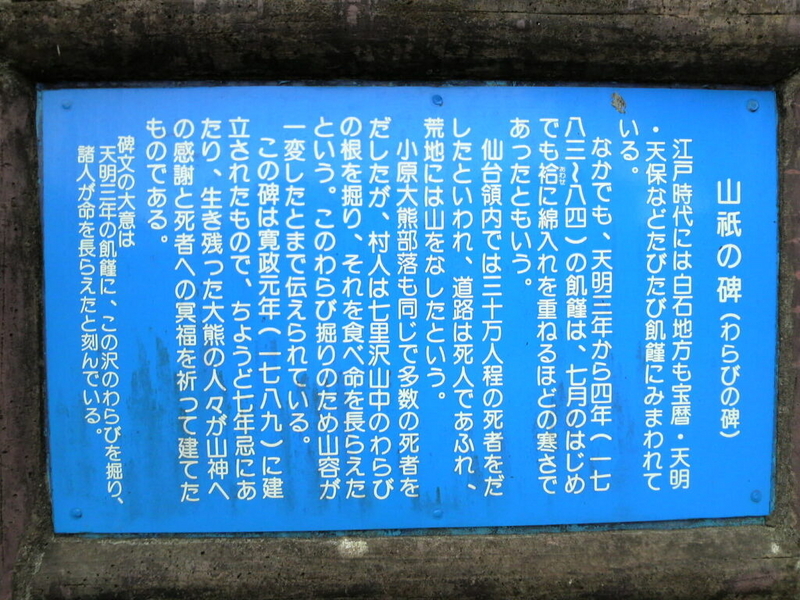 山祇の碑(わらびの碑)
江戸時代には白石地方も宝暦・天明
・天保などたびたび飢饉にみまわれて
いる。
なかでも、天明三年から四年(一七
八三〜八四)の飢饉は、七月のはじめ
でも袷に綿入れを重ねるほどの寒さで
あわせ
あったともいう。
仙台領内では三十万人程の死者をだ
したといわれ、道路は死人であふれ、
荒地には山をなしたという。
小原大熊部落も同じで多数の死者を
だしたが、村人は七里沢山中のわらび
の根を掘り、それを食べ命を長らえた
という。このわらび掘りのため山容が
一変したとまで伝えられている。
この碑は寛政元年(一七八九)に建
立されたもので、ちょうど七年忌にあ
たり、生き残った大熊の人々が山神へ
の感謝と死者への冥福を祈って建てた
ものである。
碑文の大意は
天明三年の飢饉に、この沢のわらびを掘り、
諸人が命を長らえたと刻んでいる。